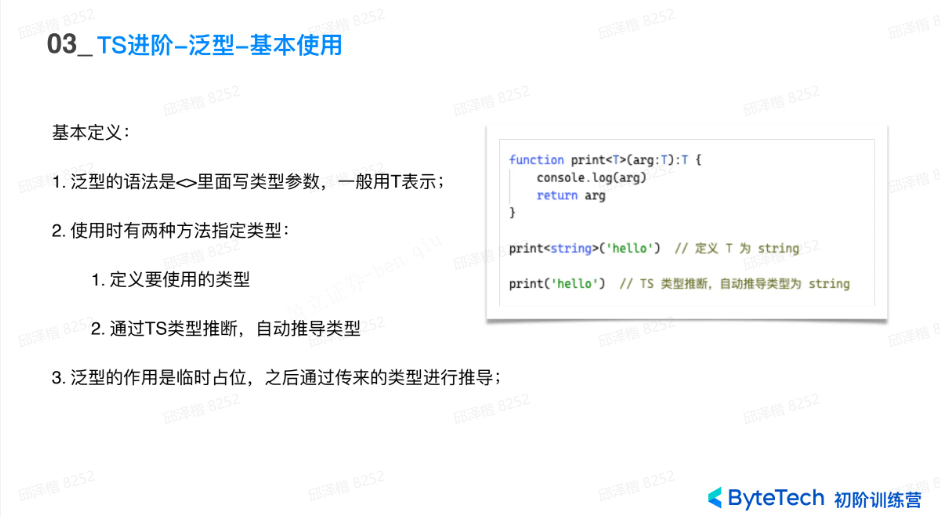 03_ TS进阶-泛型-基本使用
基本定义：
1. 泛型的语法是<>里面写类型参数，一般用T表示；
2. 使用时有两种方法指定类型：
1. 定义要使用的类型
2. 通过TS类型推断，自动推导类型
3. 泛型的作用是临时占位，之后通过传来的类型进行推导；
function print<T>(arg:T):T {
console.log(arg)
return arg
}
print<string>('hello') // 定义 T 为 string
print('hello') // TS 类型推断，自动推导类型为 string
ByteTech 初阶训练营
邱泽楷 8252